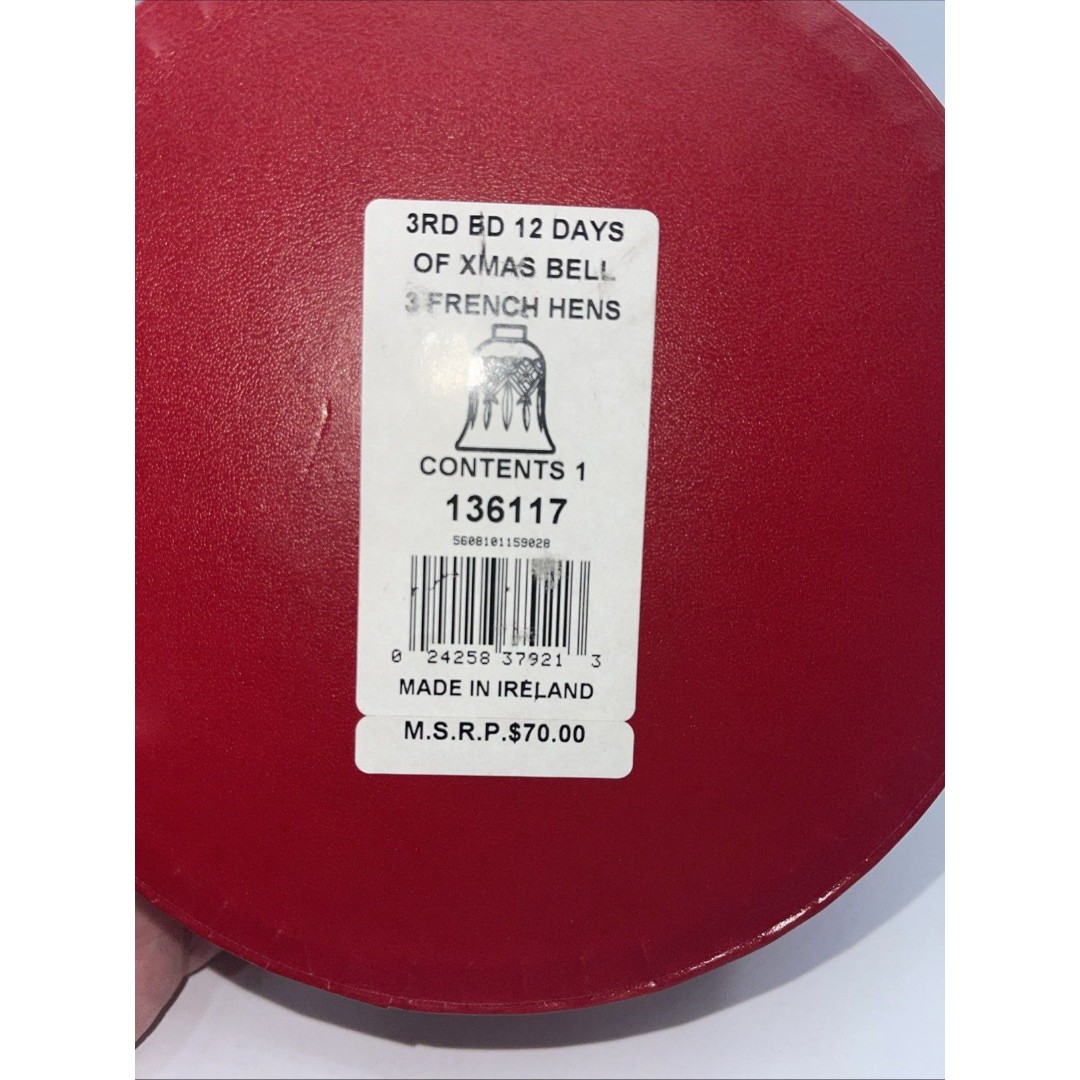 3RD BD 12 DAYS
OF XMAS BELL
3 FRENCH HENS
CONTENTS 1
136117
5608101159028
0 24258 37921 3
MADE IN IRELAND
M.S.R.P.$70.00